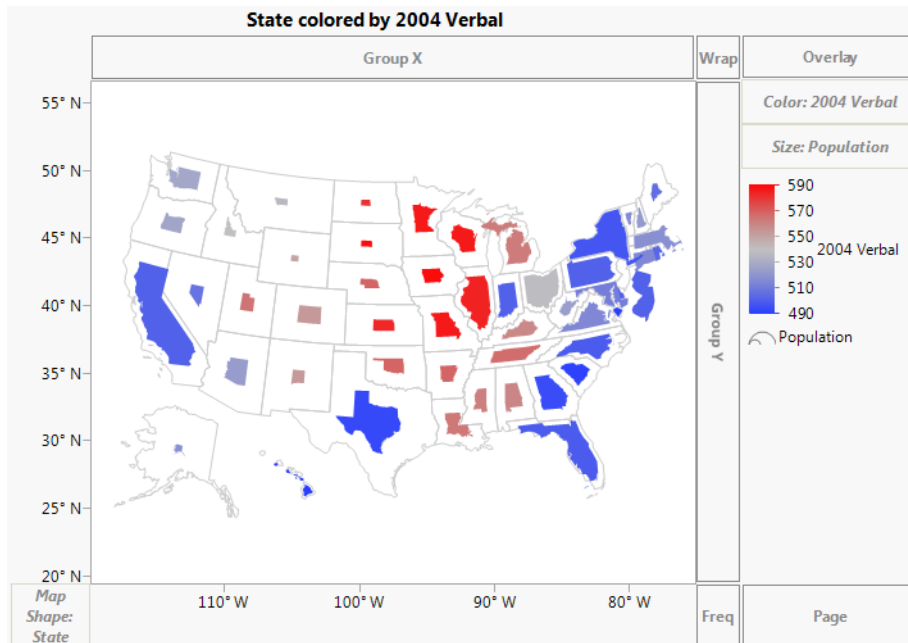 State colored by 2004 Verbal
Group X
Wrap
Overlay
Color: 2004 Verbal
Size: Population
55° N
50° N
45° N
40° N
35° N
30° N
25° N
20° N
590
570
550
530
510
490
2004 Verbal
Population
Group Y
110° W
100° W
90° W
80° W
Map
Shape:
State
Freq
Page